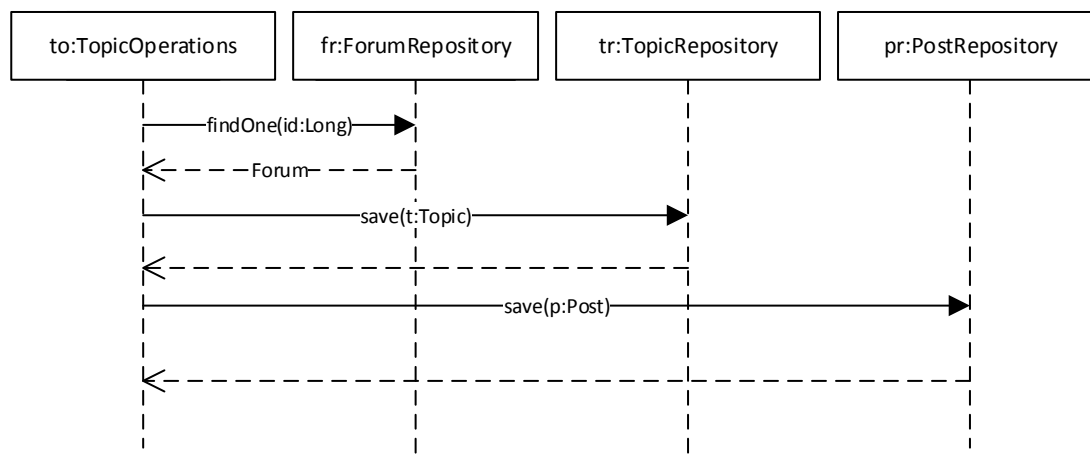 to:TopicOperations
fr:ForumRepository
tr:TopicRepository
pr:PostRepository
findOne(id:Long)
Forum
save(t:Topic)
save(p:Post)